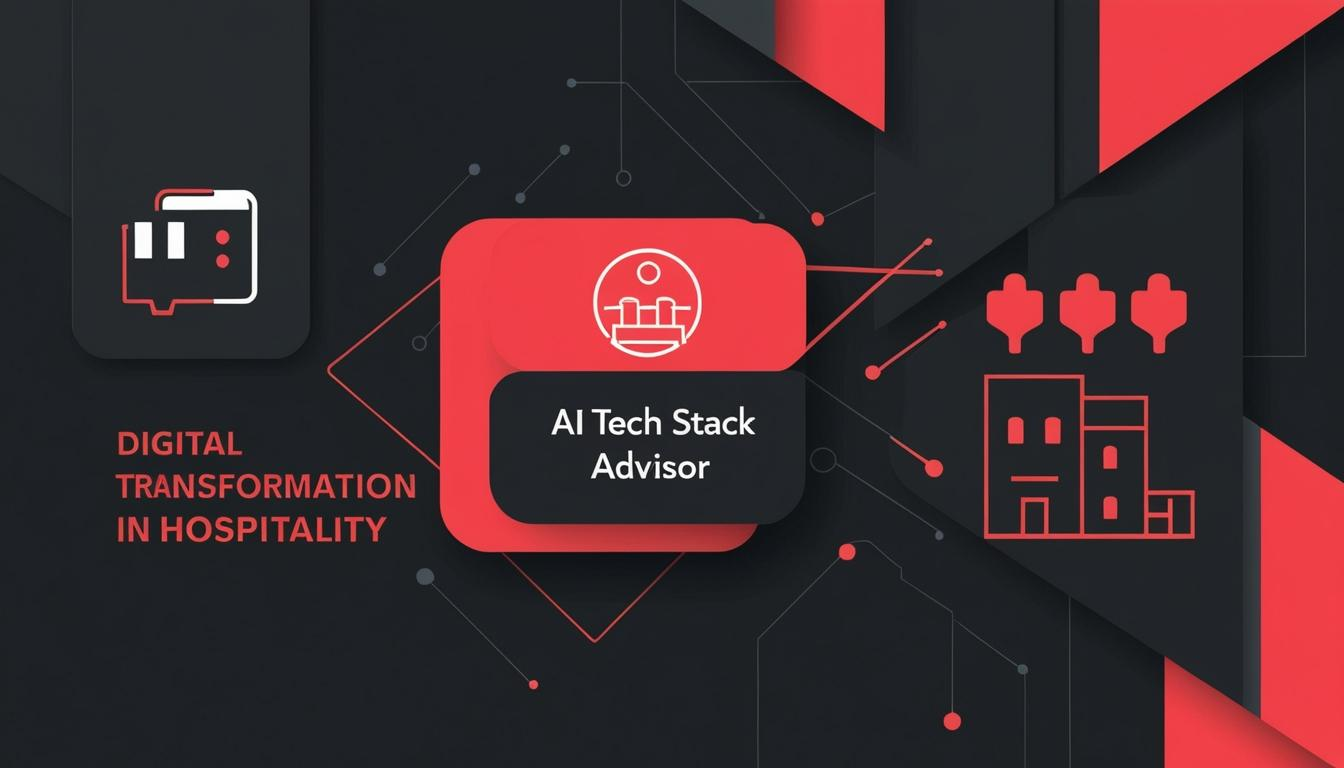 DIGITAL
TRANSFORMATION
IN HOSPITALITY
AI Tech Stack
Advisor